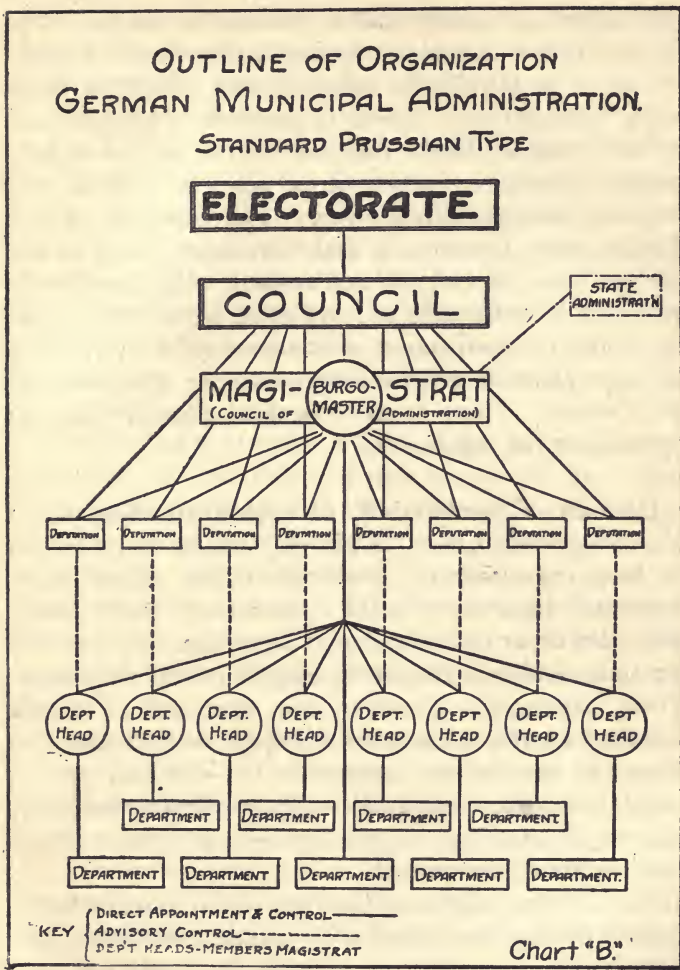 OUTLINE OF ORGANIZATION
GERMAN MUNICIPAL ADMINISTRATION.
STANDARD PRUSSIAN TYPE
ELECTORATE
COUNCIL
STATE
ADMINISTRAT'N
MAGI- BURGO-
MASTER STRAT
(COUNCIL OF ADMINISTRATION)
DEPUTATION DEPUTATION DEPUTATION DEPUTATION DEPUTATION DEPUTATION DEPUTATION DEPUTATION
DEPT DEPT. DEPT. DEPT DEPT. DEPT DEPT. DEPT
HEAD HEAD HEAD HEAD HEAD HEAD HEAD HEAD
DEPARTMENT DEPARTMENT DEPARTMENT DEPARTMENT.
DEPARTMENT DEPARTMENT. DEPARTMENT DEPARTMENT DEPARTMENT.
KEY
DIRECT APPOINTMENT & CONTROL
ADVISORY CONTROL
DEP'T HEADS-MEMBERS MAGISTRAT
Chart "B."